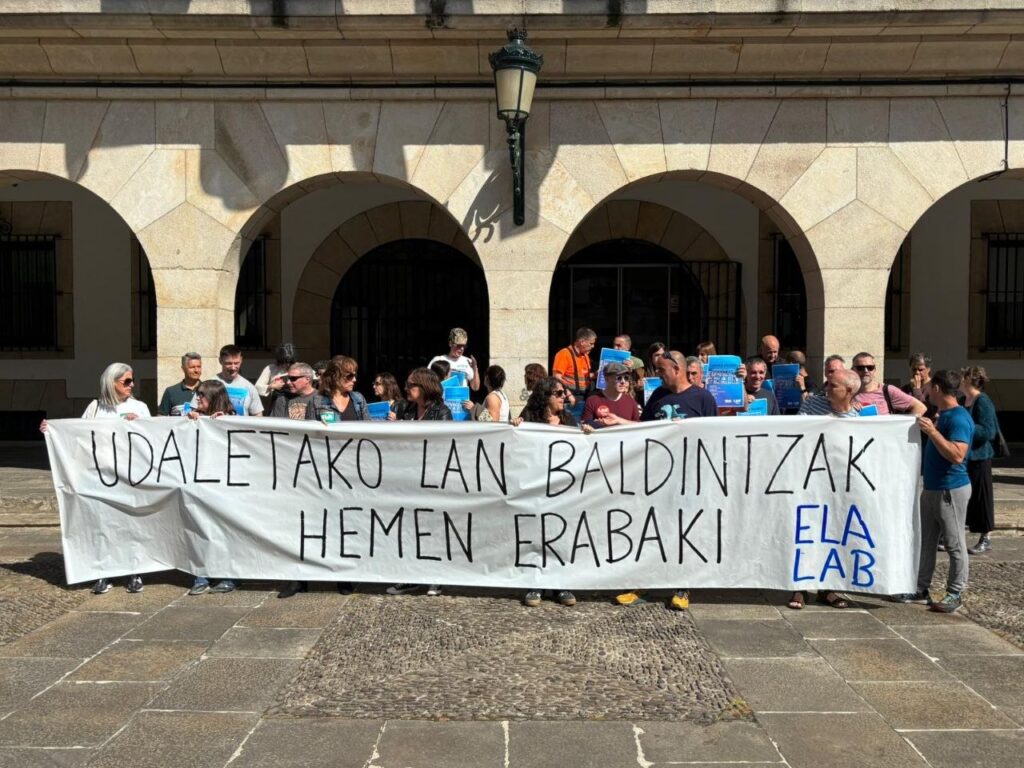 UDALETAKO LAN BALDINTZAK
HEMEN ERABAKI
ELA
LAB